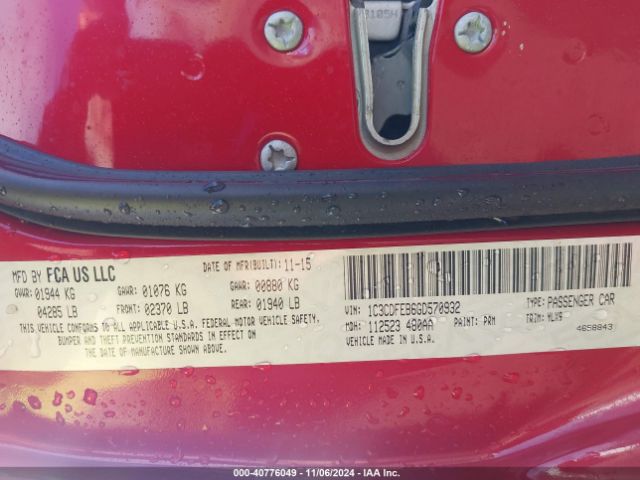 3105H
MFD BY FCA US LLC
DATE OF MFR(BUILT): 11-15
GVWR: 01944 KG
04285 LB
GAWR: 01076 KG
FRONT: 02370 LB
GAWR: 00880 KG
REAR: 01940 LB
THIS VEHICLE CONFORMS TO ALL APPLICABLE U.S.A. FEDERAL MOTOR VEHICLE SAFETY,
BUMPER AND THEFT PREVENTION STANDARDS IN EFFECT ON
THE DATE OF MANUFACTURE SHOWN ABOVE.
VIN: 1C3CDFEB6GD570932
TYPE: PASSENGER CAR
MDH: 112523 480AA
PAINT: PRM
TRIM: VLX9
VEHICLE MADE IN U.S.A.
4658843
000-40776049 — 11/06/2024 — IAA Inc.